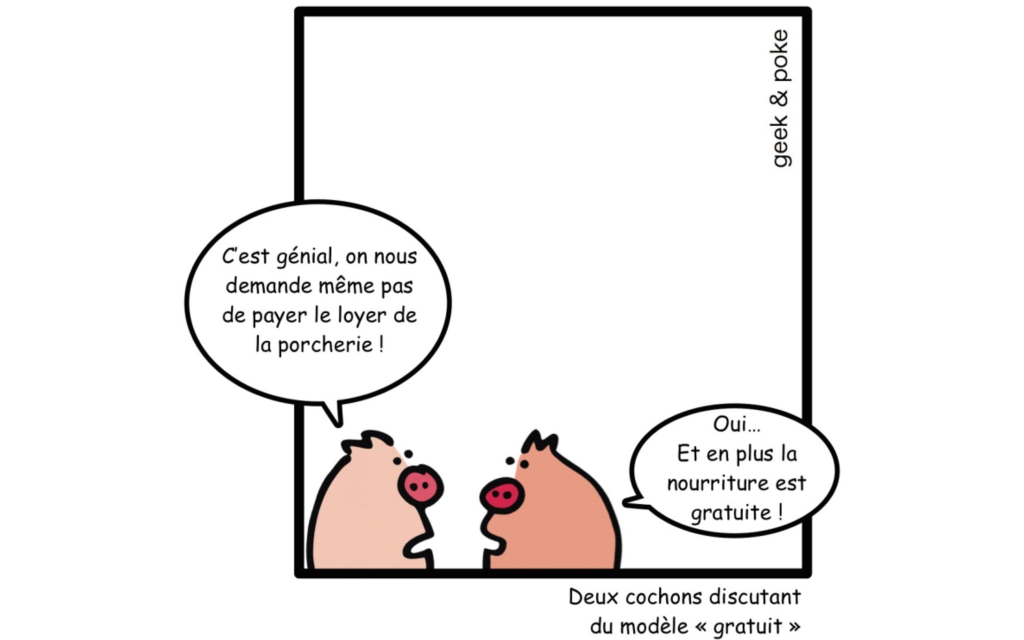 geek & poke
C'est génial, on nous
demande même pas
de payer le loyer de
la porcherie !
Oui...
Et en plus la
nourriture est
gratuite !
Deux cochons discutant
du modèle « gratuit »